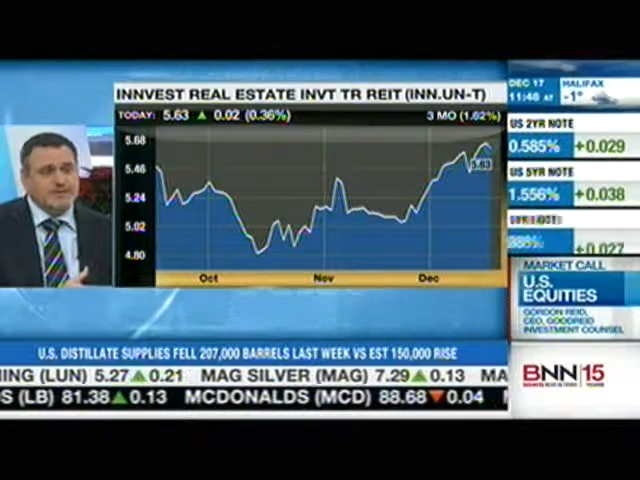 INNVEST REAL ESTATE INVT TR REIT (INN.UN-T)
TODAY: 5.63 ▲ 0.02 (0.36%) 3 MO (1.62%)
5.68
5.46
5.24
5.02
4.80
5.63
Oct Nov Dec
DEC 17
11:46 AT
HALIFAX
-1°
US 2YR NOTE
0.585% +0.029
US 5YR NOTE
1.556% +0.038
+0.027
MARKET CALL
U.S.
EQUITIES
GORDON REID,
CEO, GOODREID
INVESTMENT COUNSEL
U.S. DISTILLATE SUPPLIES FELL 207,000 BARRELS LAST WEEK VS EST 150,000 RISE
NING (LUN) 5.27▲0.21 MAG SILVER (MAG) 7.29▲0.13 MA
S (LB) 81.38▲0.13 MCDONALDS (MCD) 88.68▼0.04
BNN 15